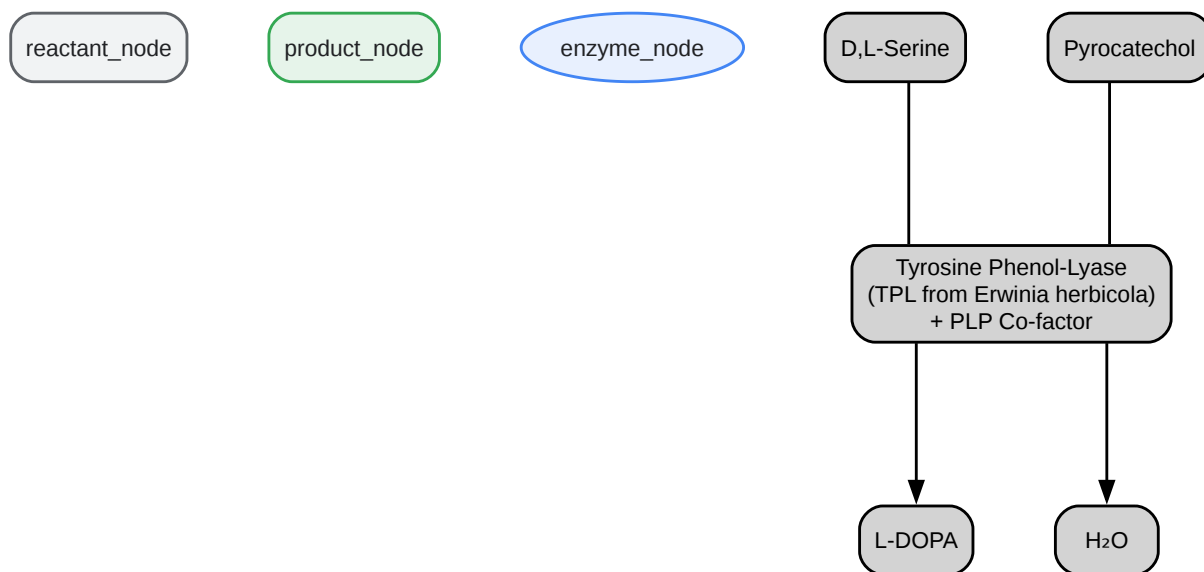 reactant_node
product_node
enzyme_node
D,L-Serine
Pyrocatechol
Tyrosine Phenol-Lyase
(TPL from Erwinia herbicola)
+ PLP Co-factor
L-DOPA
H₂O